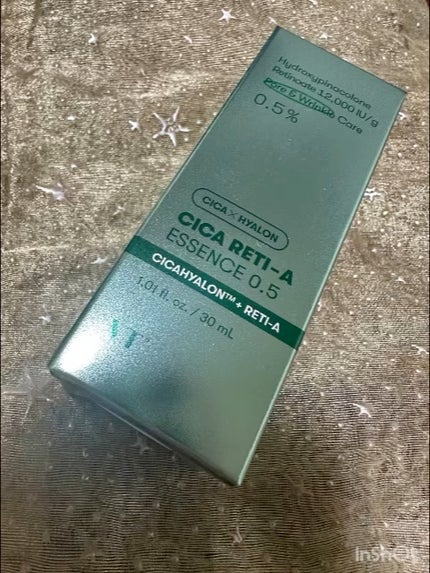 Hydroxypinacolone
Retinoate 12,000 IU/g
Pore & Wrinkle Care
0.5%
CICA × HYALON
CICA RETI-A
ESSENCE 0.5
CICAHYALON™ + RETI-A
1.01 fl. oz. / 30 mL
VT
InShOt